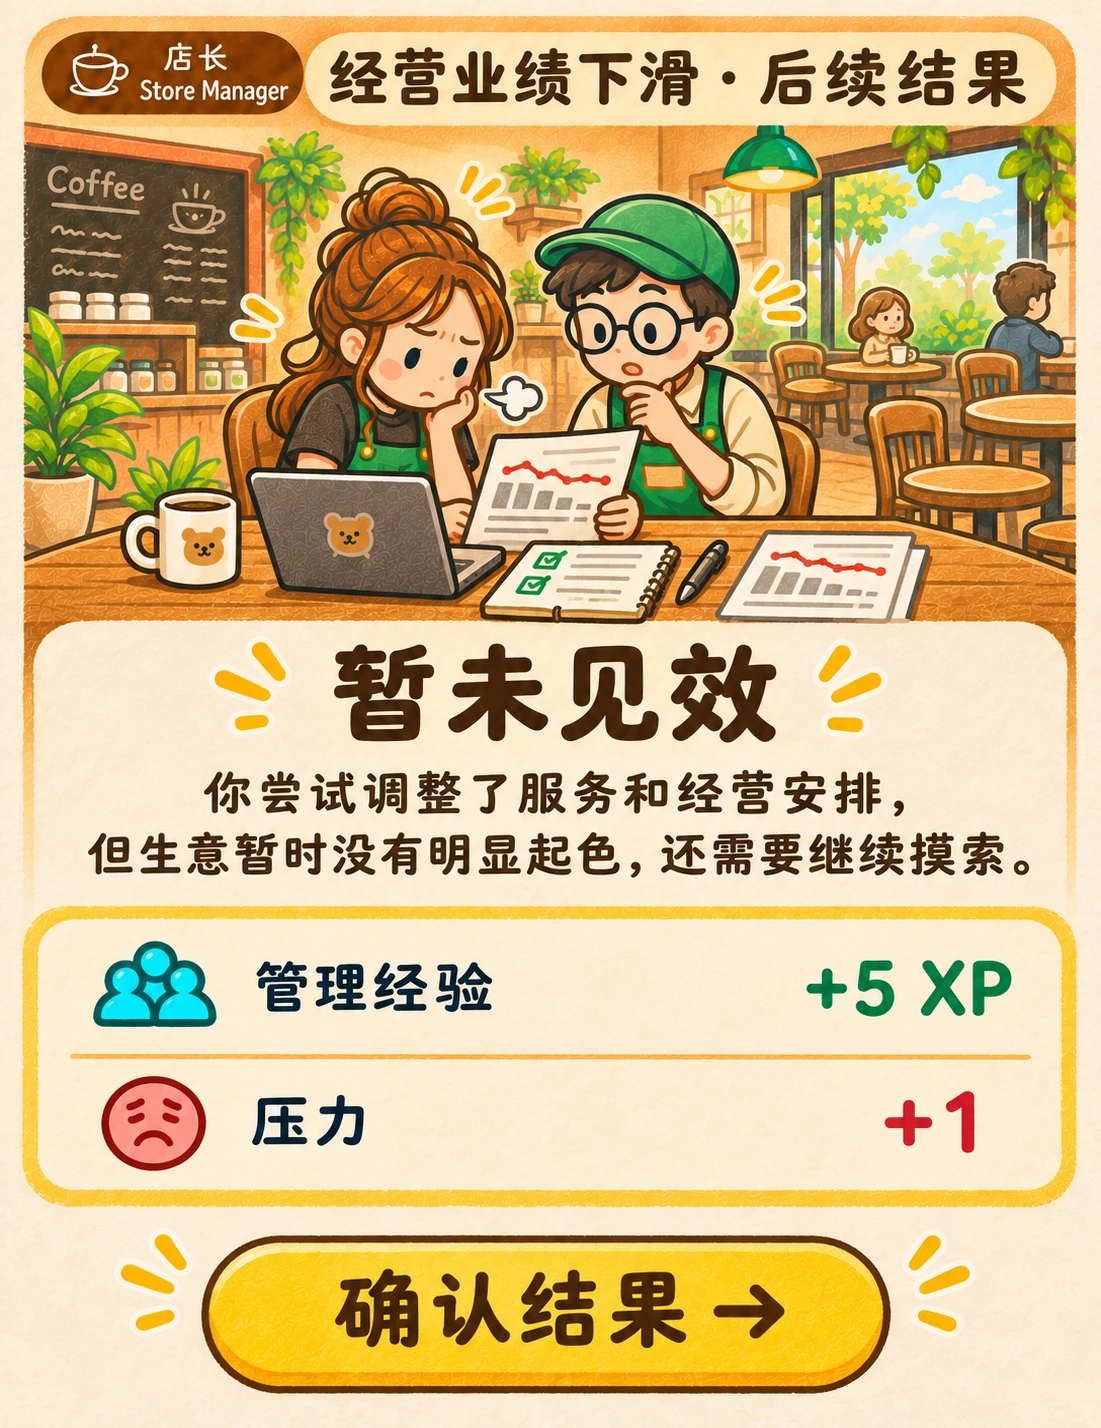 店长
Store Manager
经营业绩下滑·后续结果
Coffee
暂未见效
你尝试调整了服务和经营安排，
但生意暂时没有明显起色，还需要继续摸索。
管理经验
+5 XP
压力
+1
确认结果→